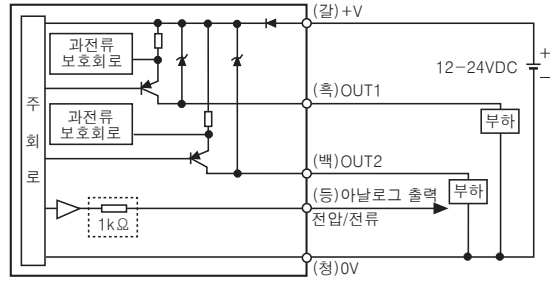 (갈)+V
과전류
보호회로
12-24VDC
+
−
(흑)OUT1
주회로
과전류
보호회로
부하
(백)OUT2
(등)아날로그 출력
전압/전류
부하
1kΩ
(청)0V